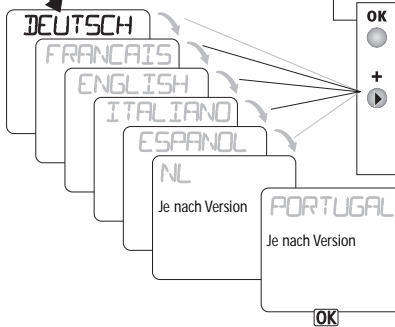 DEUTSCH
FRANCAIS
ENGLISH
ITALIANO
ESPANOL
NL
Je nach Version
PORTUGAL
Je nach Version
OK
OK
+